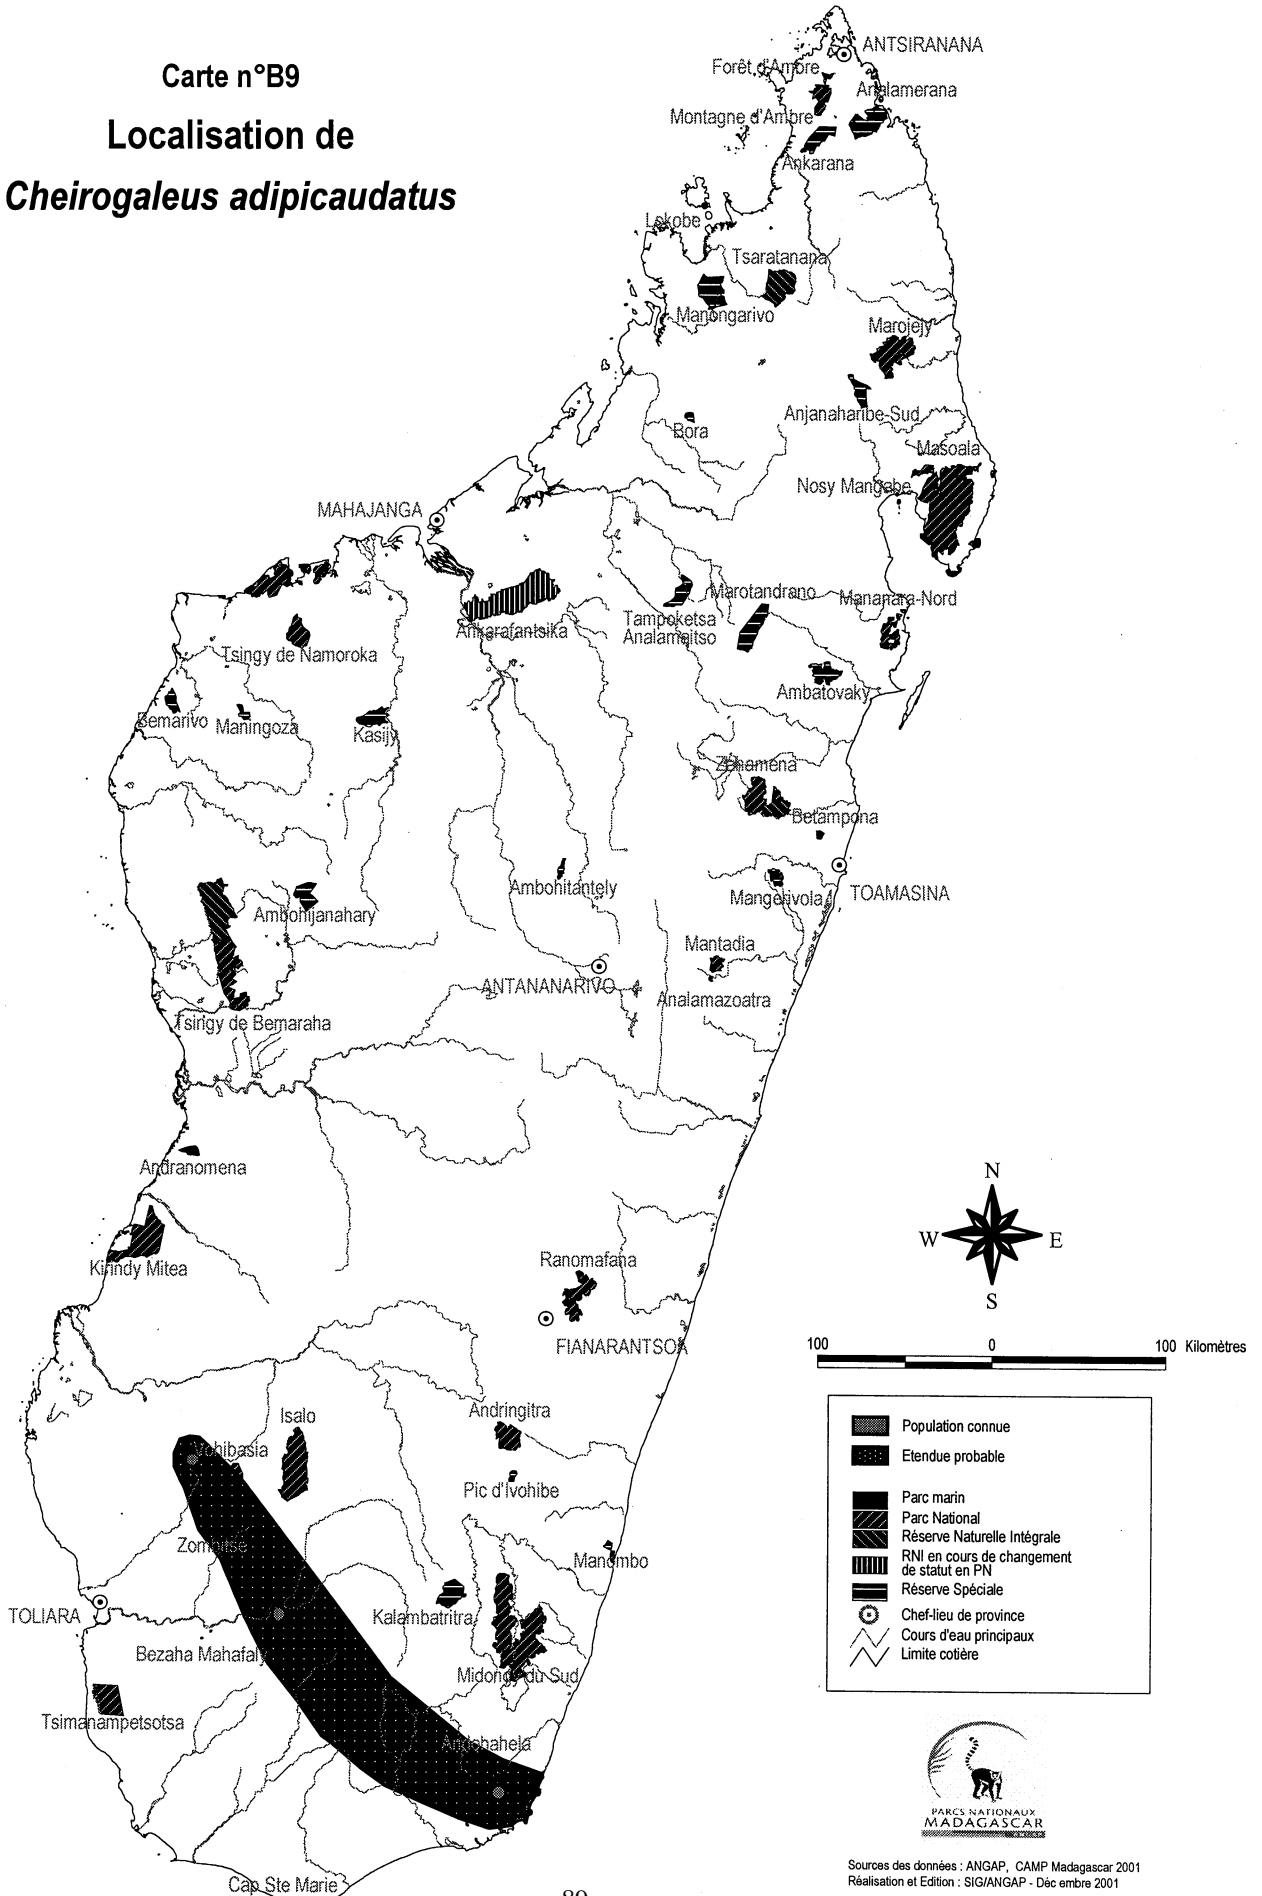 Carte n°B9
Localisation de
Cheirogaleus adipicaudatus
ANTSIRANANA
Forêt d'Ambre
Analamerana
Montagne d'Ambre
Ankarana
Lokobe
Tsaratanana
Manongarivo
Marojejy
Anjanaharibe-Sud
Bora
Masoala
Nosy Mangabe
MAHAJANGA
Ankarafantsika
Marotandrano
Mananara-Nord
Tampoketsa
Analamaitso
Tsingy de Namoroka
Ambatovaky
Bemarivo
Maningoza
Kasijy
Zahamena
Betampona
Ambohitantely
Mangerivola
TOAMASINA
Ambohijanahary
Mantadia
ANTANANARIVO
Analamazoatra
Tsingy de Bemaraha
Andranomena
Kirindy Mitea
Ranomafana
FIANARANTSOA
N
W
E
S
100
0
100 Kilomètres
Isalo
Andringitra
Vohibasia
Pic d'Ivohibe
Zombitse
Manombo
TOLIARA
Kalambatritra
Bezaha Mahafaly
Midongy du Sud
Tsimanampetsotsa
Andohahela
Cap Ste Marie
Population connue
Etendue probable
Parc marin
Parc National
Réserve Naturelle Intégrale
RNI en cours de changement
de statut en PN
Réserve Spéciale
Chef-lieu de province
Cours d'eau principaux
Limite cotière
PARCS NATIONAUX
MADAGASCAR
Sources des données : ANGAP, CAMP Madagascar 2001
Réalisation et Edition : SIG/ANGAP - Déc embre 2001